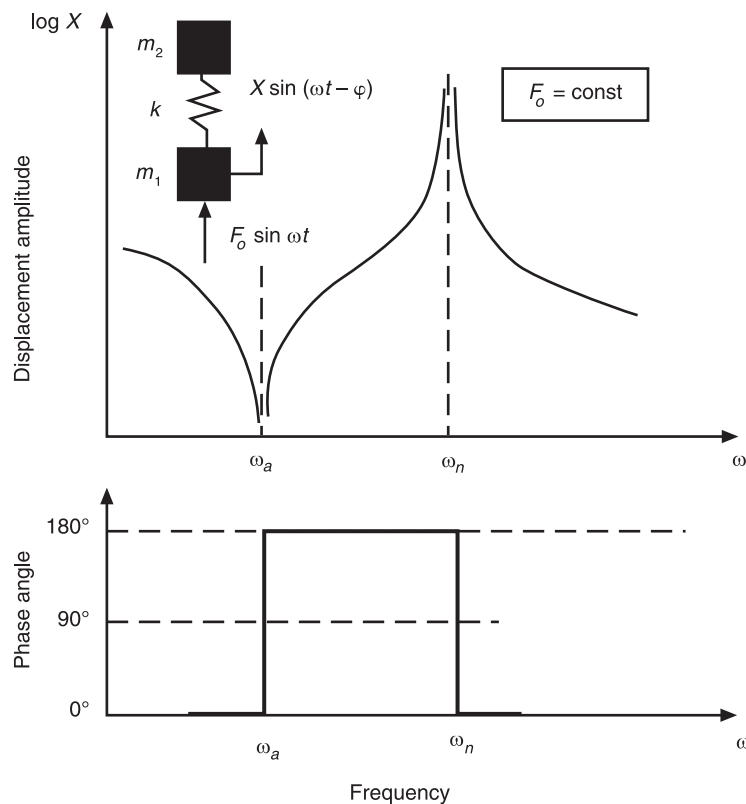 log X
m2
X sin (ωt – φ)
Fo = const
k
m1
Fo sin ωt
Displacement amplitude
ωa
ωn
ω
180°
90°
0°
Phase angle
ωa
ωn
ω
Frequency